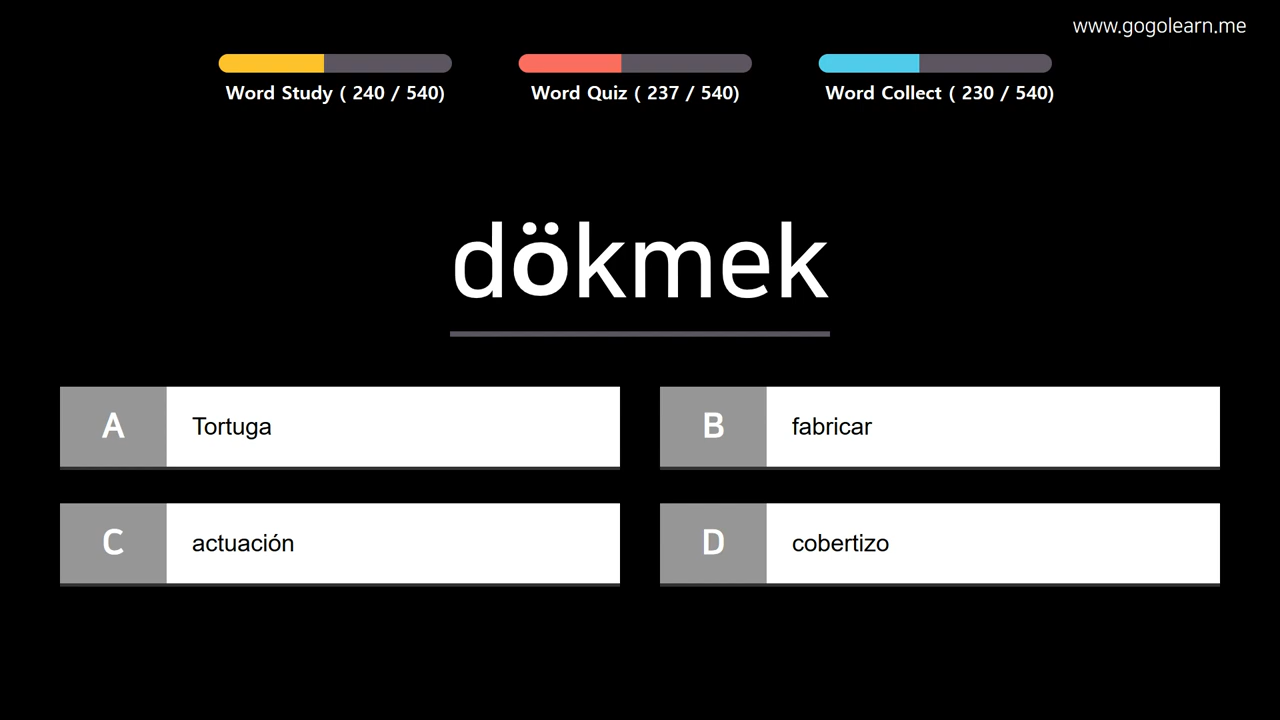 www.gogolearn.me
Word Study ( 240 / 540)
Word Quiz ( 237 / 540)
Word Collect ( 230 / 540)
dökmek
A
Tortuga
B
fabricar
C
actuación
D
cobertizo